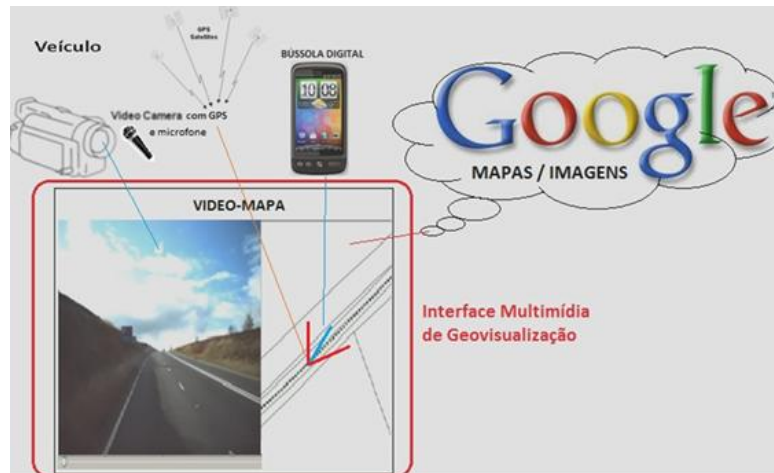 Veículo
GPS
Satellites
BÚSSOLA DIGITAL
Video Camera com GPS
e microfone
10 08
Google
MAPAS / IMAGENS
VIDEO-MAPA
Interface Multimídia
de Geovisualização